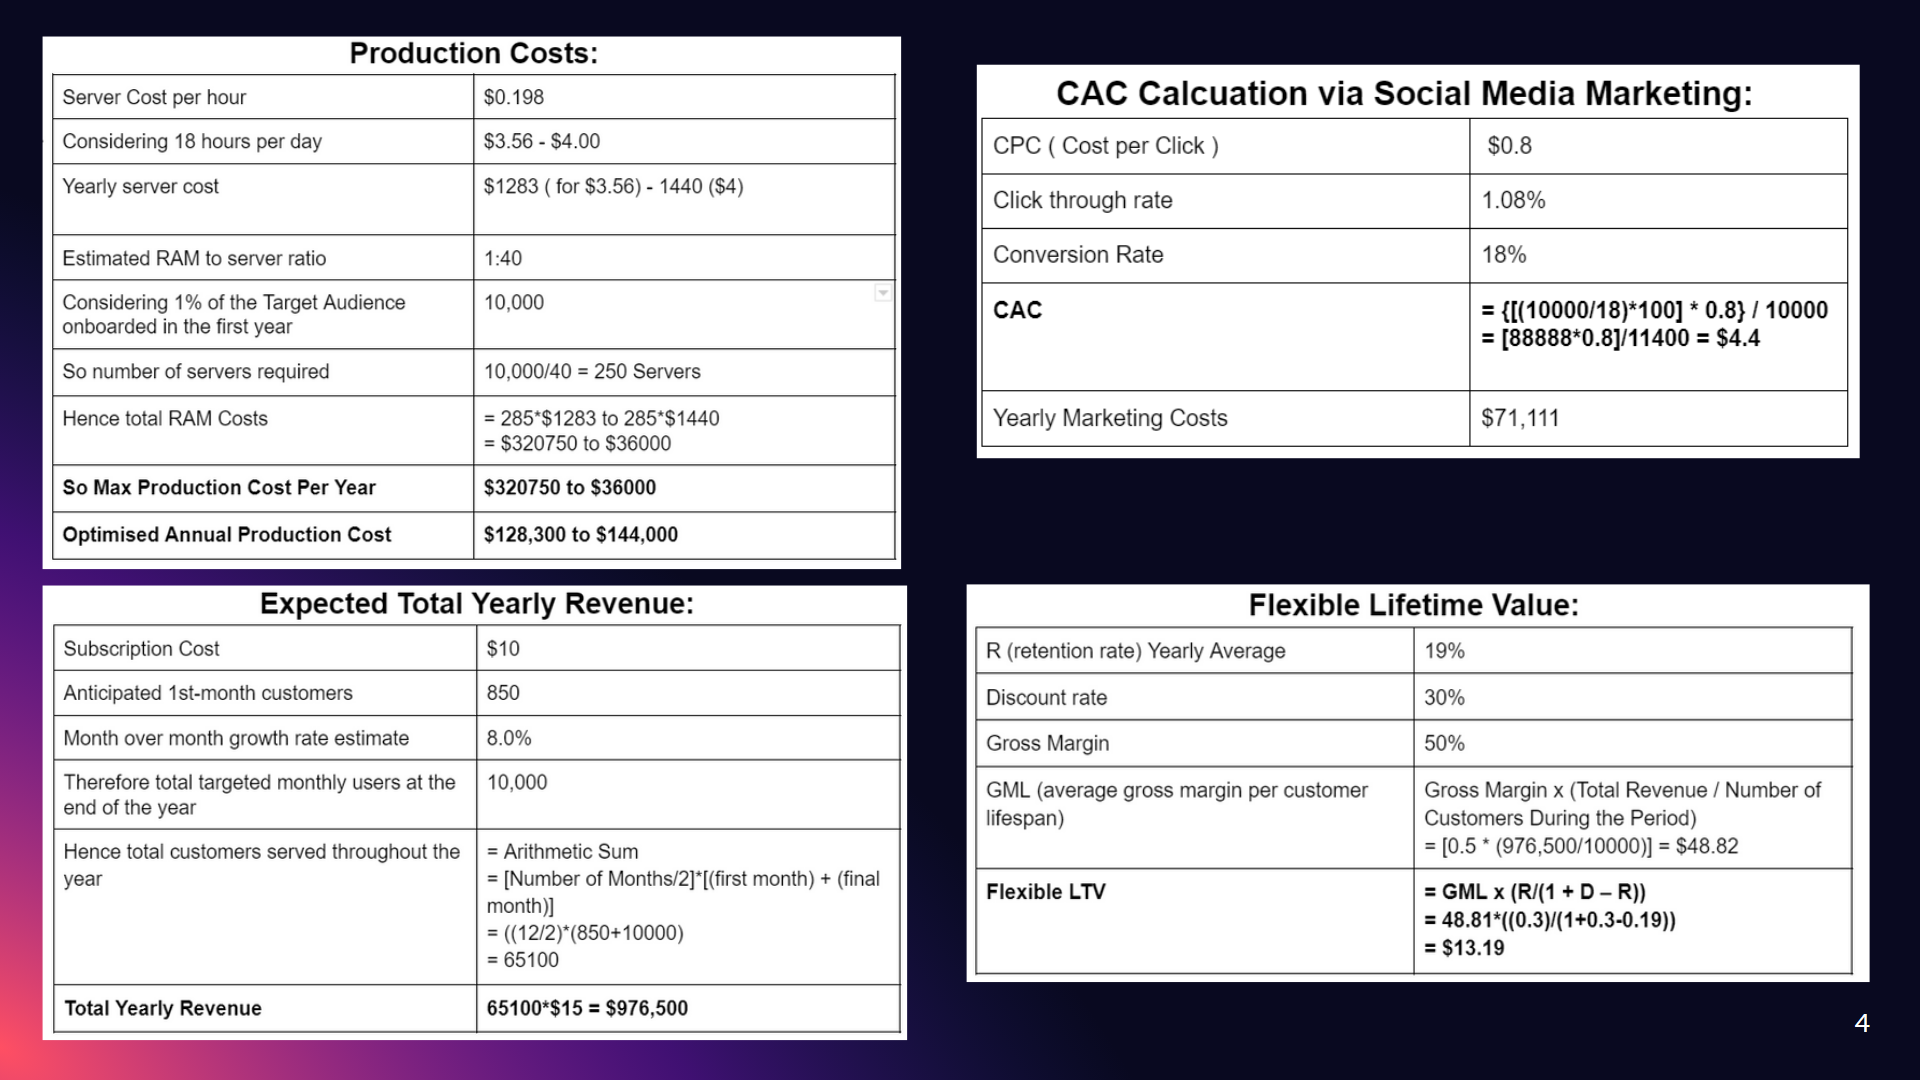 Production Costs:
Server Cost per hour
$0.198
Considering 18 hours per day
$3.56 - $4.00
Yearly server cost
$1283 ( for $3.56) - 1440 ($4)
Estimated RAM to server ratio
1:40
Considering 1% of the Target Audience
onboarded in the first year
10,000
So number of servers required
10,000/40 = 250 Servers
Hence total RAM Costs
= 285*$1283 to 285*$1440
= $320750 to $36000
So Max Production Cost Per Year
$320750 to $36000
Optimised Annual Production Cost
$128,300 to $144,000
CAC Calcuation via Social Media Marketing:
CPC ( Cost per Click )
$0.8
Click through rate
1.08%
Conversion Rate
18%
CAC
= {[(10000/18)*100] * 0.8} / 10000
= [88888*0.8]/11400 = $4.4
Yearly Marketing Costs
$71,111
Expected Total Yearly Revenue:
Subscription Cost
$10
Anticipated 1st-month customers
850
Month over month growth rate estimate
8.0%
Therefore total targeted monthly users at the
end of the year
10,000
Hence total customers served throughout the
year
= Arithmetic Sum
= [Number of Months/2]*[(first month) + (final
month)]
= ((12/2)*(850+10000)
= 65100
Total Yearly Revenue
65100*$15 = $976,500
Flexible Lifetime Value:
R (retention rate) Yearly Average
19%
Discount rate
30%
Gross Margin
50%
GML (average gross margin per customer
lifespan)
Gross Margin x (Total Revenue / Number of
Customers During the Period)
= [0.5 * (976,500/10000)] = $48.82
Flexible LTV
= GML x (R/(1 + D – R))
= 48.81*((0.3)/(1+0.3-0.19))
= $13.19
4